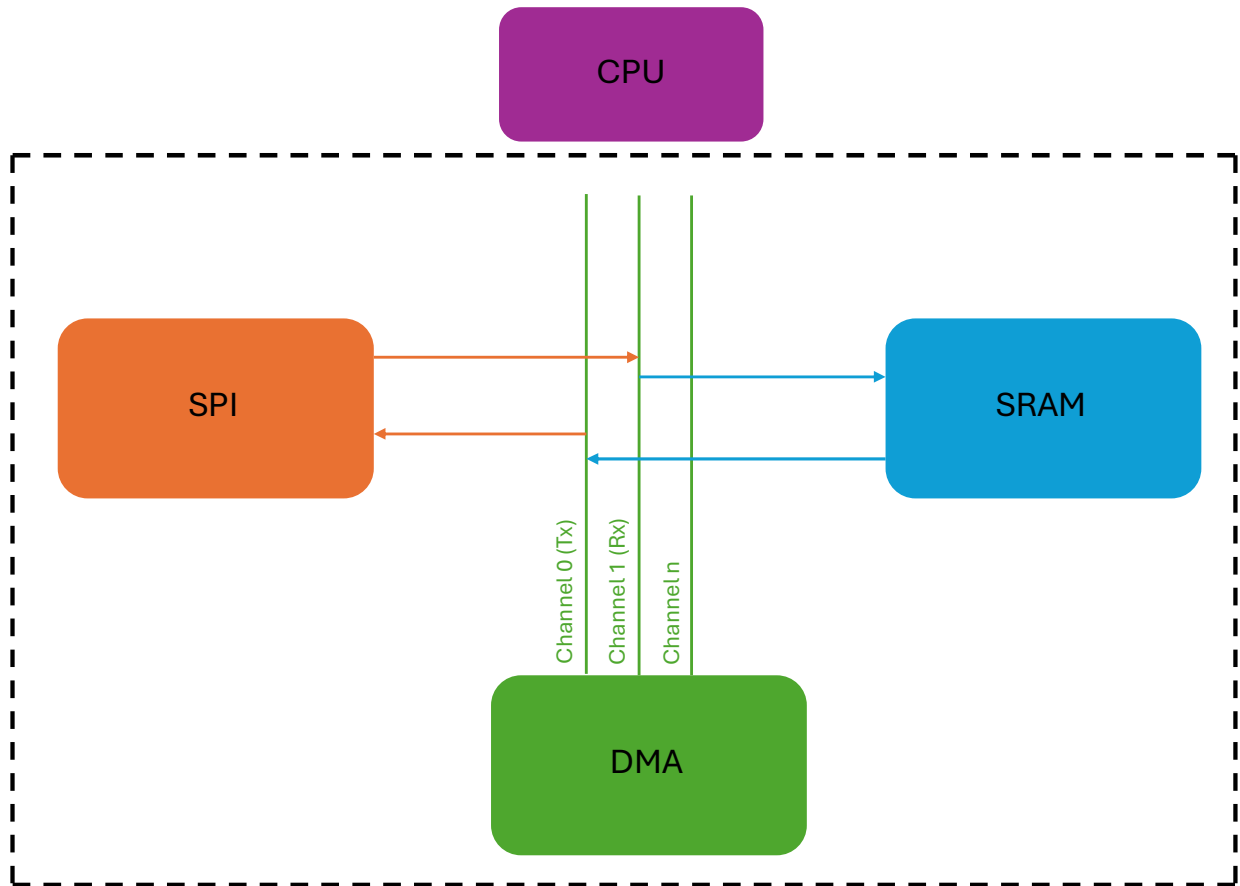 CPU
SPI
SRAM
Channel 0 (Tx)
Channel 1 (Rx)
Channel n
DMA